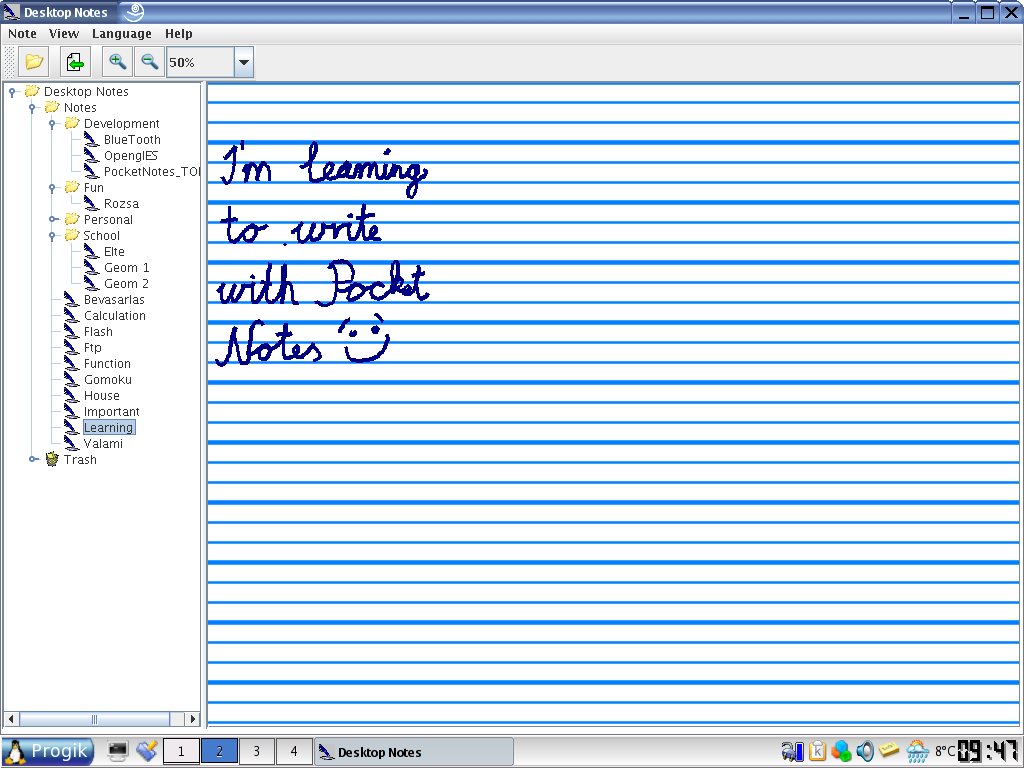 Desktop Notes
Note View Language Help
50%
Desktop Notes
Notes
Development
BlueTooth
OpenglES
PocketNotes_TO
Fun
Rozsa
Personal
School
Elte
Geom 1
Geom 2
Bevasarlas
Calculation
Flash
Ftp
Function
Gomoku
House
Important
Learning
Valami
Trash
I'm learning
to write
with Pocket
Notes
Progik 1 2 3 4 Desktop Notes 8°C 09:47